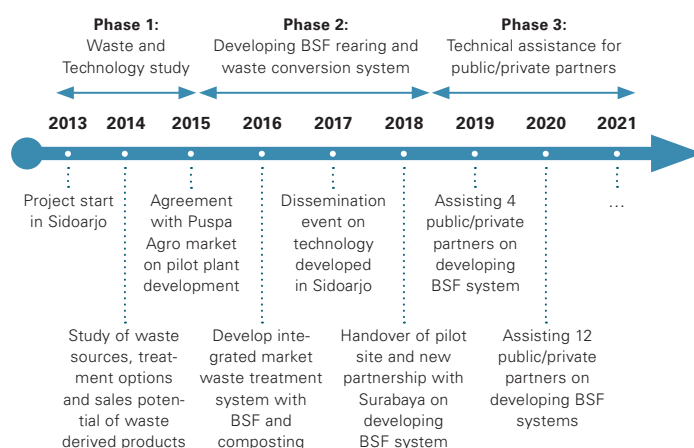 Phase 1:
Waste and
Technology study
Phase 2:
Developing BSF rearing and
waste conversion system
Phase 3:
Technical assistance for
public/private partners
2013 2014 2015 2016 2017 2018 2019 2020 2021
Project start
in Sidoarjo
Agreement
with Puspa
Agro market
on pilot plant
development
Dissemination
event on
technology
developed
in Sidoarjo
Assisting 4
public/private
partners on
developing
BSF system
...
Study of waste
sources, treat-
ment options
and sales poten-
tial of waste
derived products
Develop inte-
grated market
waste treatment
system with
BSF and
composting
Handover of pilot
site and new
partnership with
Surabaya on
developing
BSF system
Assisting 12
public/private
partners on
developing BSF
systems